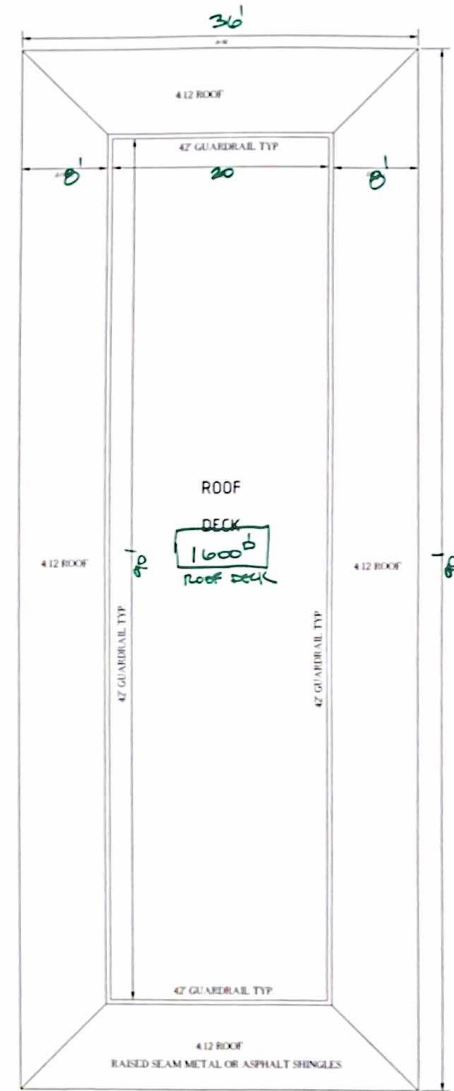 36'
4:12 ROOF
42' GUARDRAIL TYP
8'
20
8'
ROOF
DECK
1600
ROOF DECK
4:12 ROOF
4:12 ROOF
42' GUARDRAIL TYP
42' GUARDRAIL TYP
42' GUARDRAIL TYP
4:12 ROOF
RAISED SEAM METAL OR ASPHALT SHINGLES